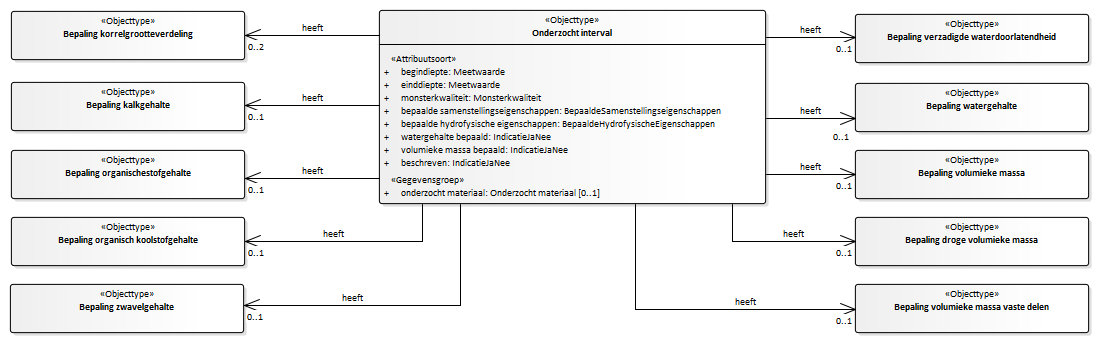 «Objecttype»
Bepaling korrelgrootteverdeling
heeft
0..2
«Objecttype»
Bepaling kalkgehalte
heeft
0..1
«Objecttype»
Bepaling organischestofgehalte
heeft
0..1
«Objecttype»
Bepaling organisch koolstofgehalte
heeft
0..1
«Objecttype»
Bepaling zwavelgehalte
heeft
0..1
«Objecttype»
Onderzocht interval
«Attribuutsoort»
+ begindiepte: Meetwaarde
+ einddiepte: Meetwaarde
+ monsterkwaliteit: Monsterkwaliteit
+ bepaalde samenstellingseigenschappen: BepaaldeSamenstellingseigenschappen
+ bepaalde hydrofysische eigenschappen: BepaaldeHydrofysischeEigenschappen
+ watergehalte bepaald: IndicatieJaNee
+ volumieke massa bepaald: IndicatieJaNee
+ beschreven: IndicatieJaNee
«Gegevensgroep»
+ onderzocht materiaal: Onderzocht materiaal [0..1]
heeft
0..1
«Objecttype»
Bepaling verzadigde waterdoorlatendheid
heeft
0..1
«Objecttype»
Bepaling watergehalte
heeft
0..1
«Objecttype»
Bepaling volumieke massa
heeft
0..1
«Objecttype»
Bepaling droge volumieke massa
heeft
0..1
«Objecttype»
Bepaling volumieke massa vaste delen